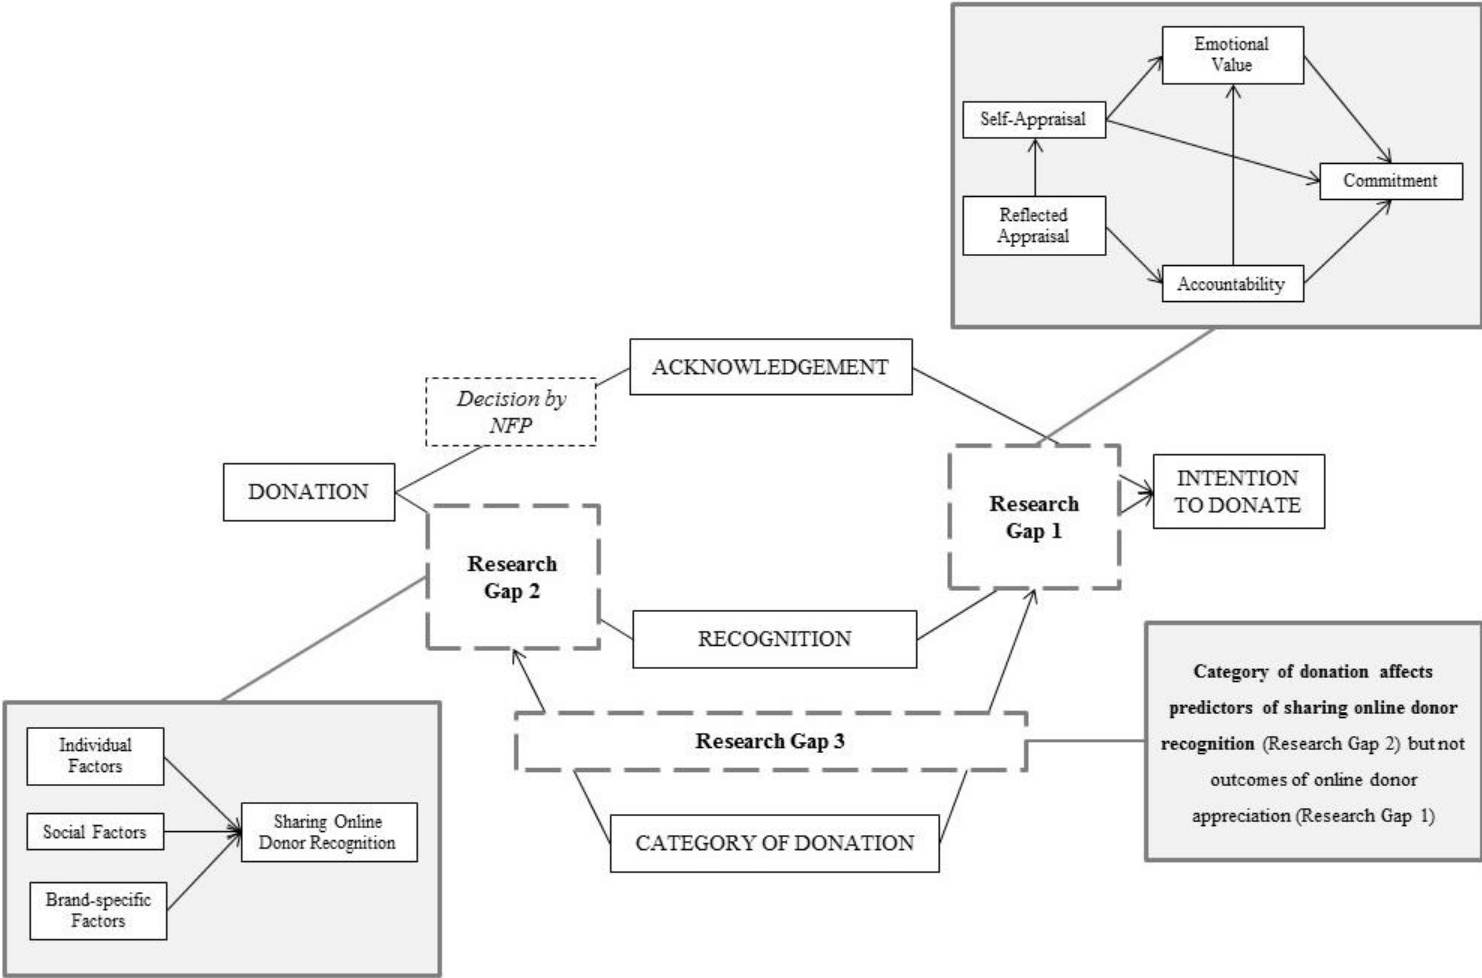 Emotional
Value
Self-Appraisal
Commitment
Reflected
Appraisal
Accountability
ACKNOWLEDGEMENT
Decision by
NFP
DONATION
Research
Gap 1
INTENTION
TO DONATE
Research
Gap 2
RECOGNITION
Research Gap 3
CATEGORY OF DONATION
Category of donation affects
predictors of sharing online donor
recognition (Research Gap 2) but not
outcomes of online donor
appreciation (Research Gap 1)
Individual
Factors
Social Factors
Brand-specific
Factors
Sharing Online
Donor Recognition